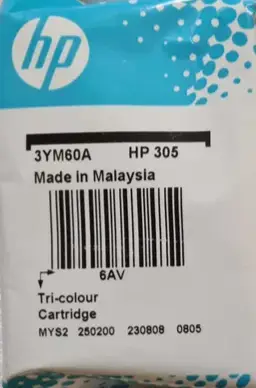 hp
3YM60A HP 305
Made in Malaysia
6AV
Tri-colour
Cartridge
MYS2 250200 230808 0805